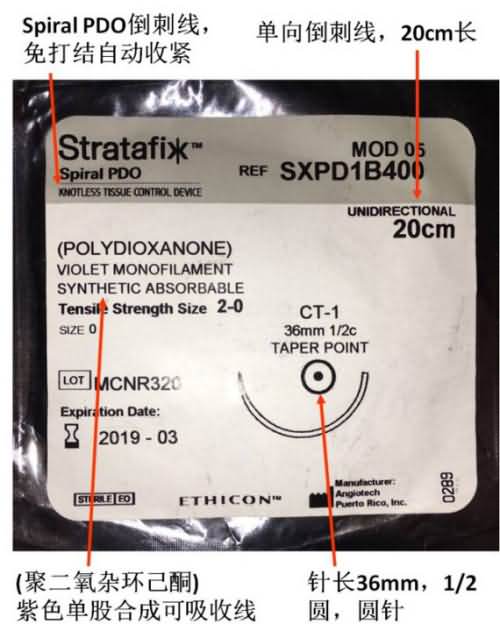 Spiral PDO倒刺线，
免打结自动收紧
单向倒刺线，20cm长
Stratafix™
Spiral PDO
KNOTLESS TISSUE CONTROL DEVICE
MOD 05
REF SXPD1B400
UNIDIRECTIONAL
20cm
(POLYDIOXANONE)
VIOLET MONOFILAMENT
SYNTHETIC ABSORBABLE
Tensile Strength Size 2-0
SIZE 0
CT-1
36mm 1/2c
TAPER POINT
LOT MCNR320
Expiration Date:
2019 - 03
STERILE EO
ETHICON™
Manufacturer:
Angiotech
Puerto Rico, Inc.
0289
(聚二氧杂环己酮)
紫色单股合成可吸收线
针长36mm，1/2
圆，圆针